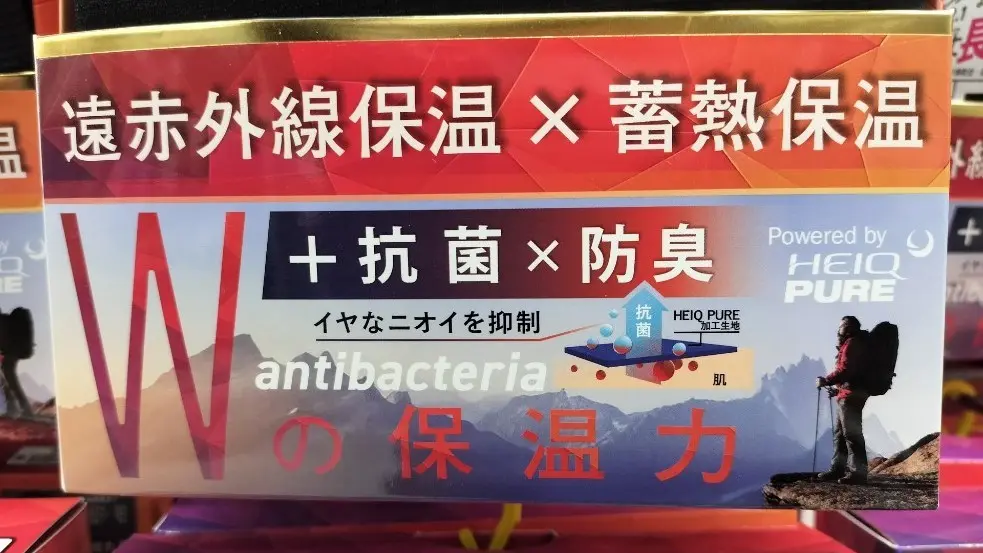 遠赤外線保温×蓄熱保温
W
+抗菌×防臭
Powered by
HEIQ
PURE
イヤなニオイを抑制
抗菌
HEIQ PURE
加工生地
肌
antibacteria
の保温力